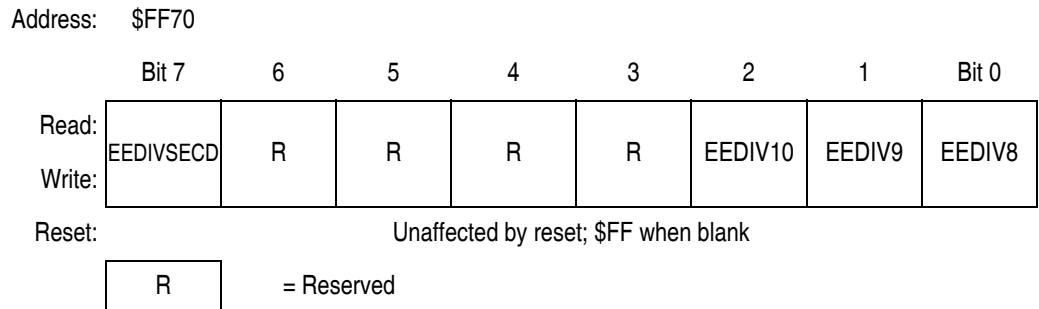 Address: $FF70
Bit 7 6 5 4 3 2 1 Bit 0
Read:
EEDIVSECD R R R R EEDIV10 EEDIV9 EEDIV8
Write:
Reset: Unaffected by reset; $FF when blank
R = Reserved